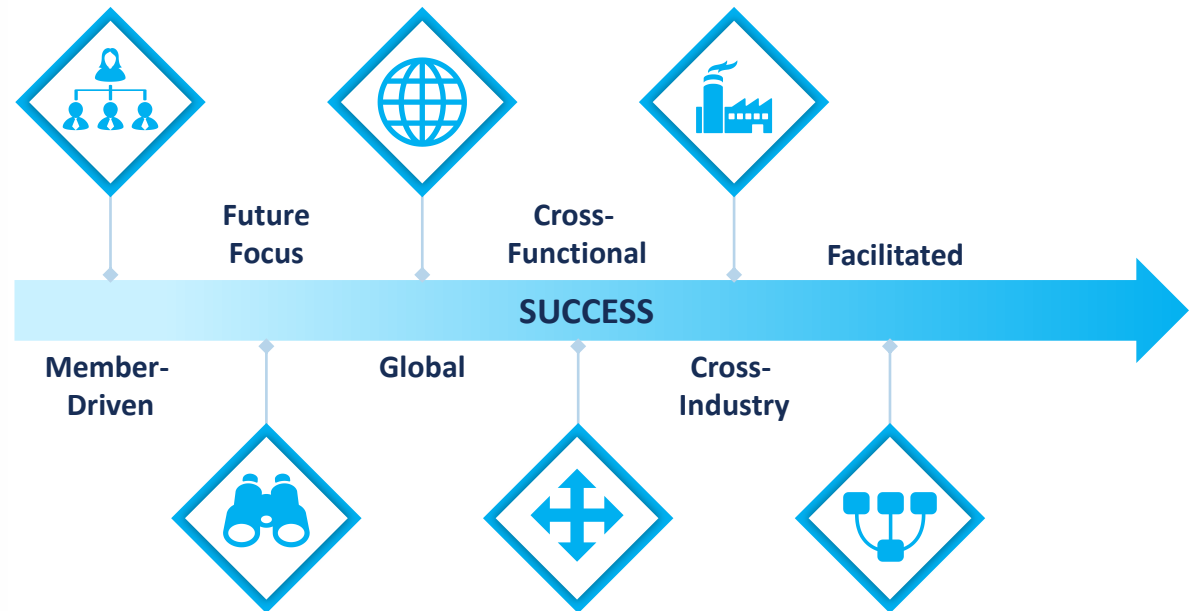 Future
Focus
Cross-
Functional
Facilitated
SUCCESS
Member-
Driven
Global
Cross-
Industry